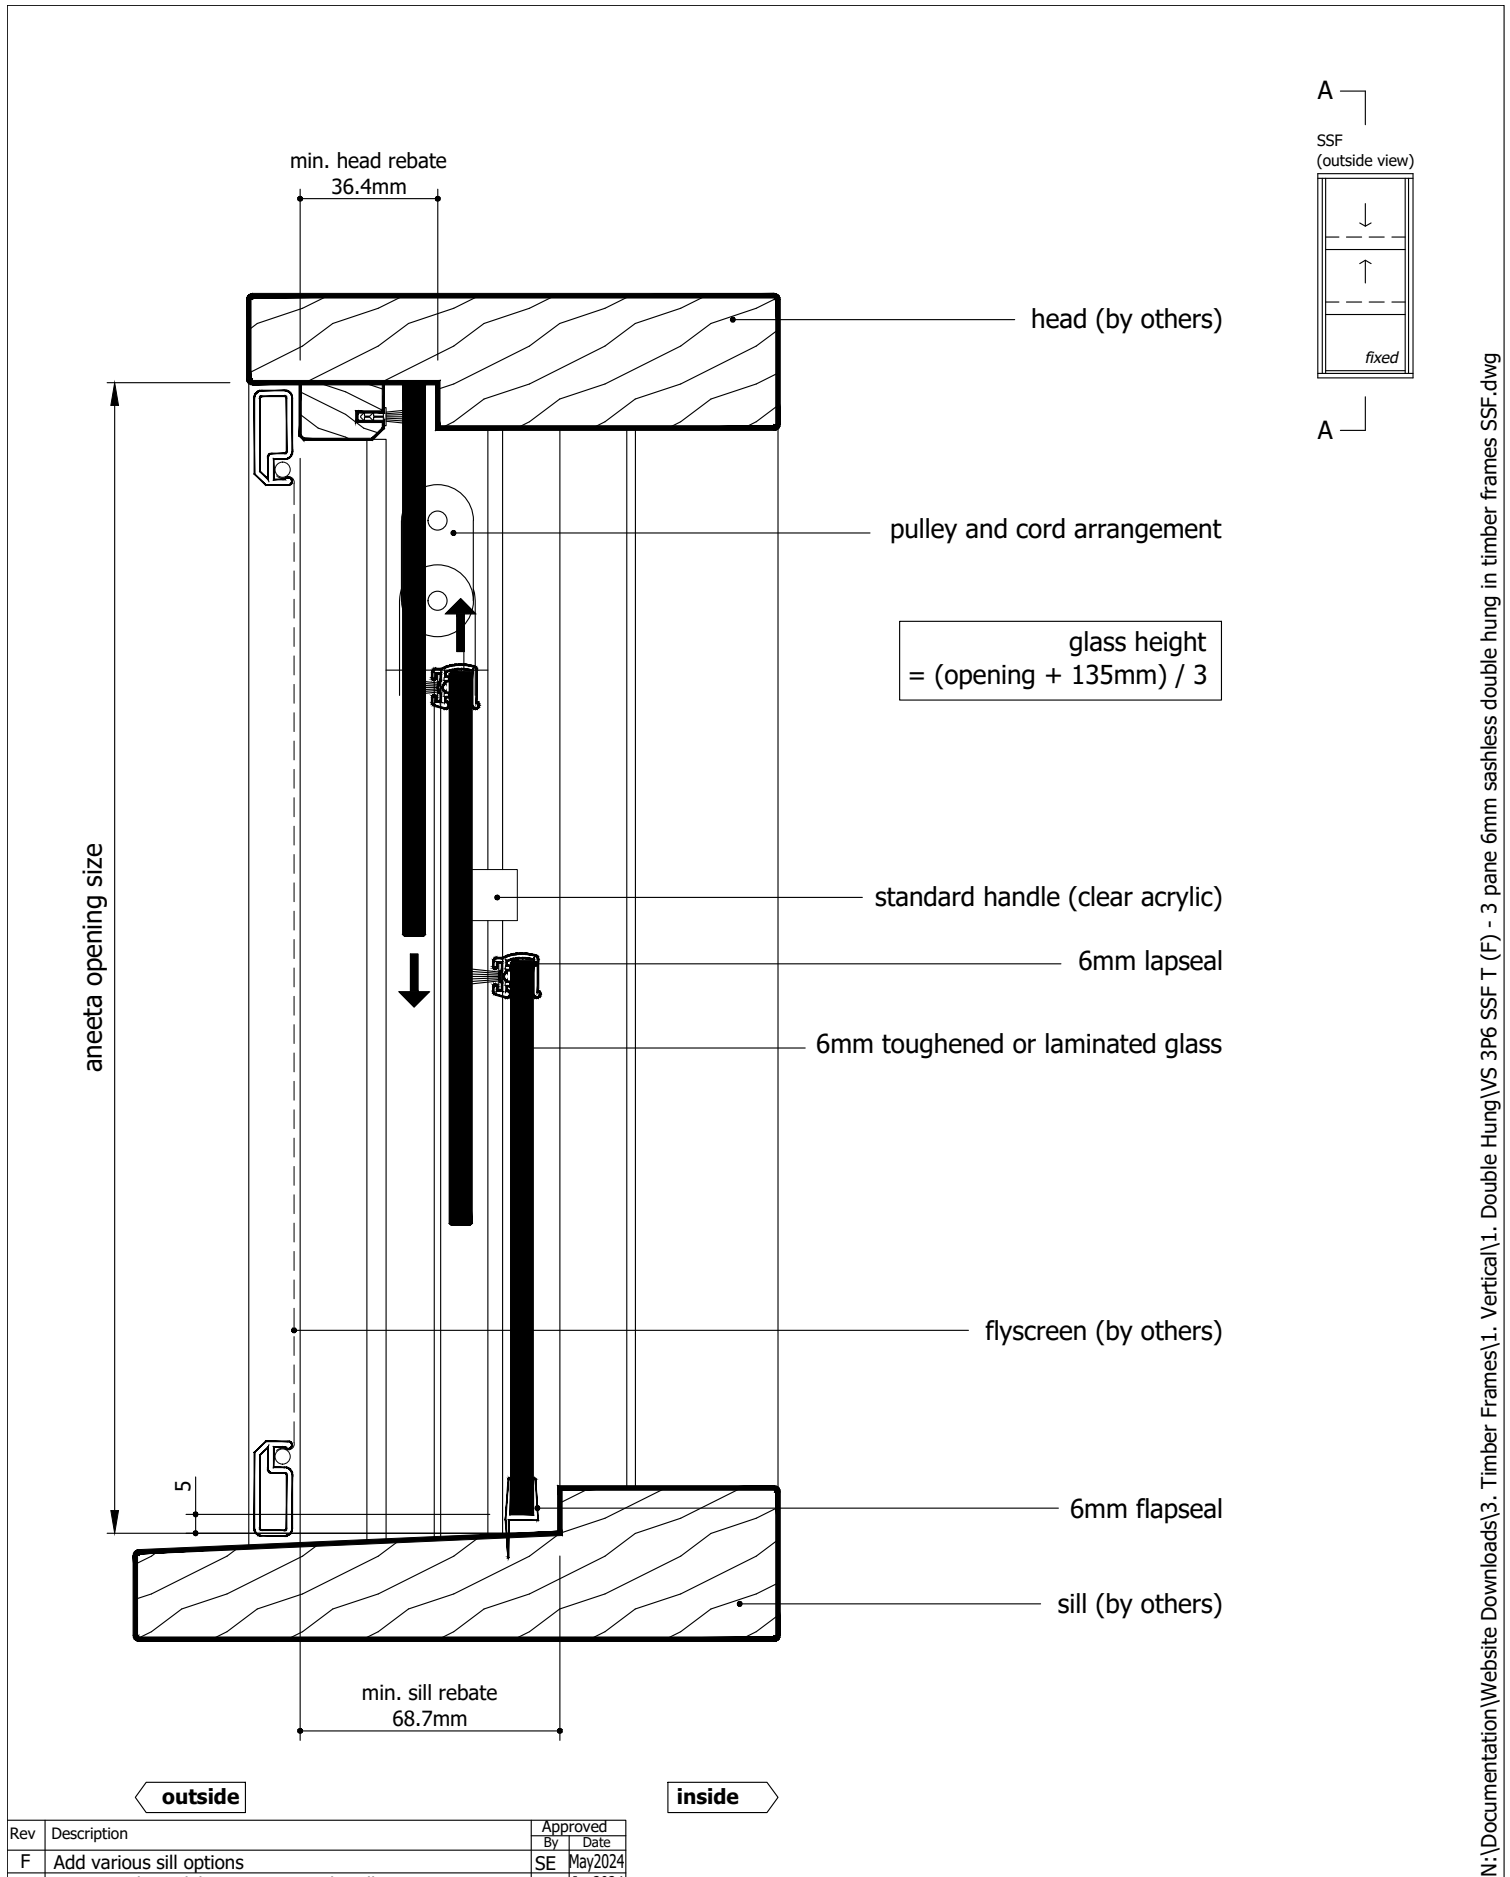 A
SSF
(outside view)
fixed
A
min. head rebate
36.4mm
head (by others)
pulley and cord arrangement
glass height
= (opening + 135mm) / 3
standard handle (clear acrylic)
6mm lapseal
6mm toughened or laminated glass
aneeta opening size
flyscreen (by others)
5
6mm flapseal
sill (by others)
min. sill rebate
68.7mm
outside
inside
Rev Description Approved
By Date
F Add various sill options SE May2024
N:\Documentation\Website Downloads\3. Timber Frames\1. Vertical\1. Double Hung\VS 3P6 SSF T (F) - 3 pane 6mm sashless double hung in timber frames SSF.dwg